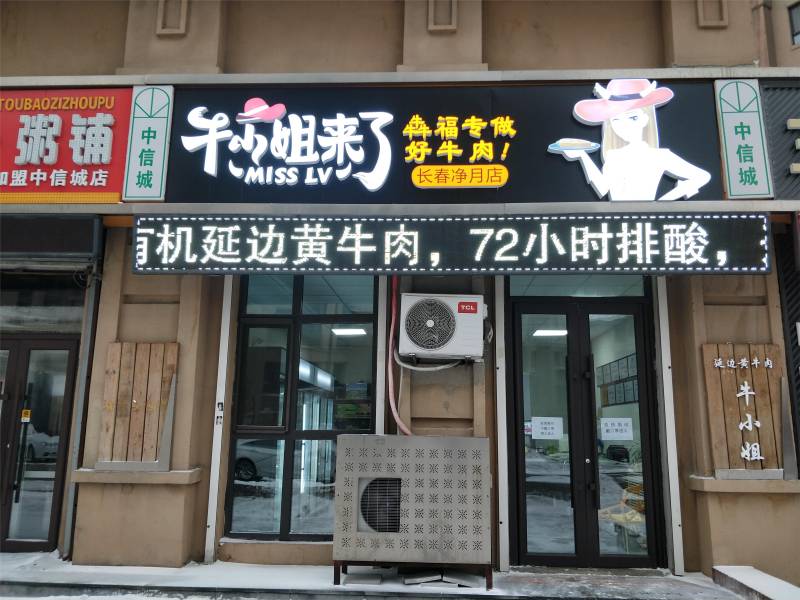 TOUBAOZIZHOUPU
粥铺
加盟中信城店
中信城
牛小姐来了
MISS LV
犇福专做
好牛肉！
长春净月店
中信城
有机延边黄牛肉，72小时排酸，
TCL
延边黄牛肉
牛小姐